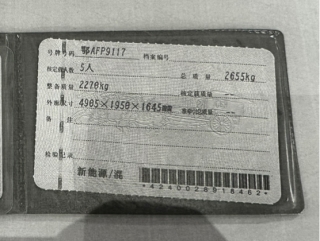 号牌号码 鄂AFP9117 档案编号
核定载人数 5人 总质量 2655kg
整备质量 2270kg 核定载质量 --
外廓尺寸 4905×1950×1645mm 准牵引总质量 --
备注
检验记录
新能源/混
*4240028918462*